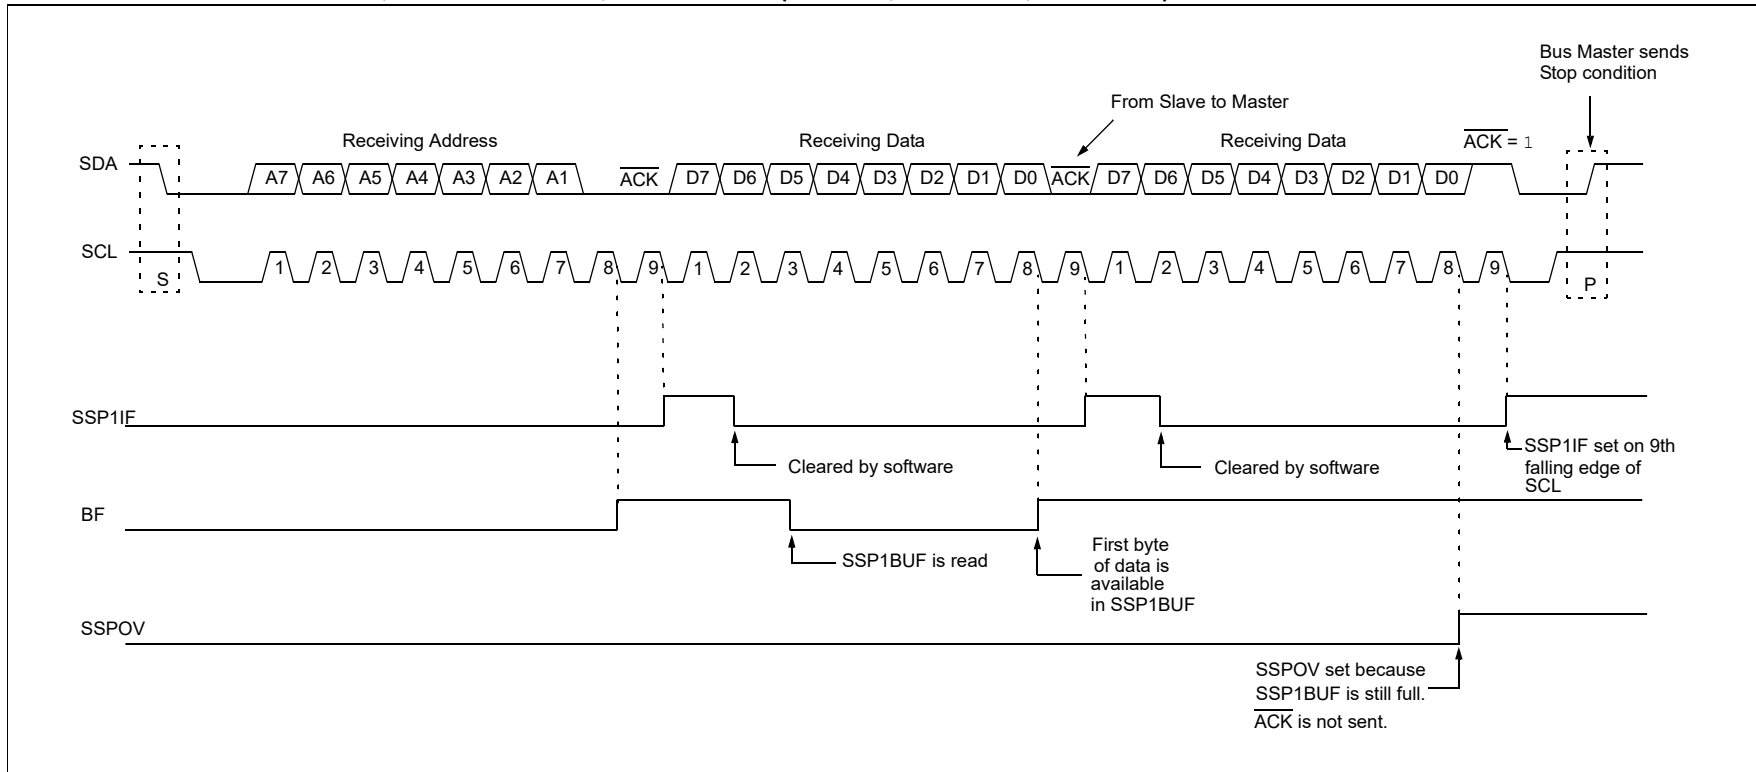 Bus Master sends
Stop condition
From Slave to Master
Receiving Address
Receiving Data
Receiving Data
ACK = 1
SDA
A7 A6 A5 A4 A3 A2 A1 ACK D7 D6 D5 D4 D3 D2 D1 D0 ACK D7 D6 D5 D4 D3 D2 D1 D0
SCL
S 1 2 3 4 5 6 7 8 9 1 2 3 4 5 6 7 8 9 1 2 3 4 5 6 7 8 9 P
SSP1IF
Cleared by software
Cleared by software
SSP1IF set on 9th
falling edge of
SCL
BF
SSP1BUF is read
First byte
of data is
available
in SSP1BUF
SSPOV
SSPOV set because
SSP1BUF is still full.
ACK is not sent.